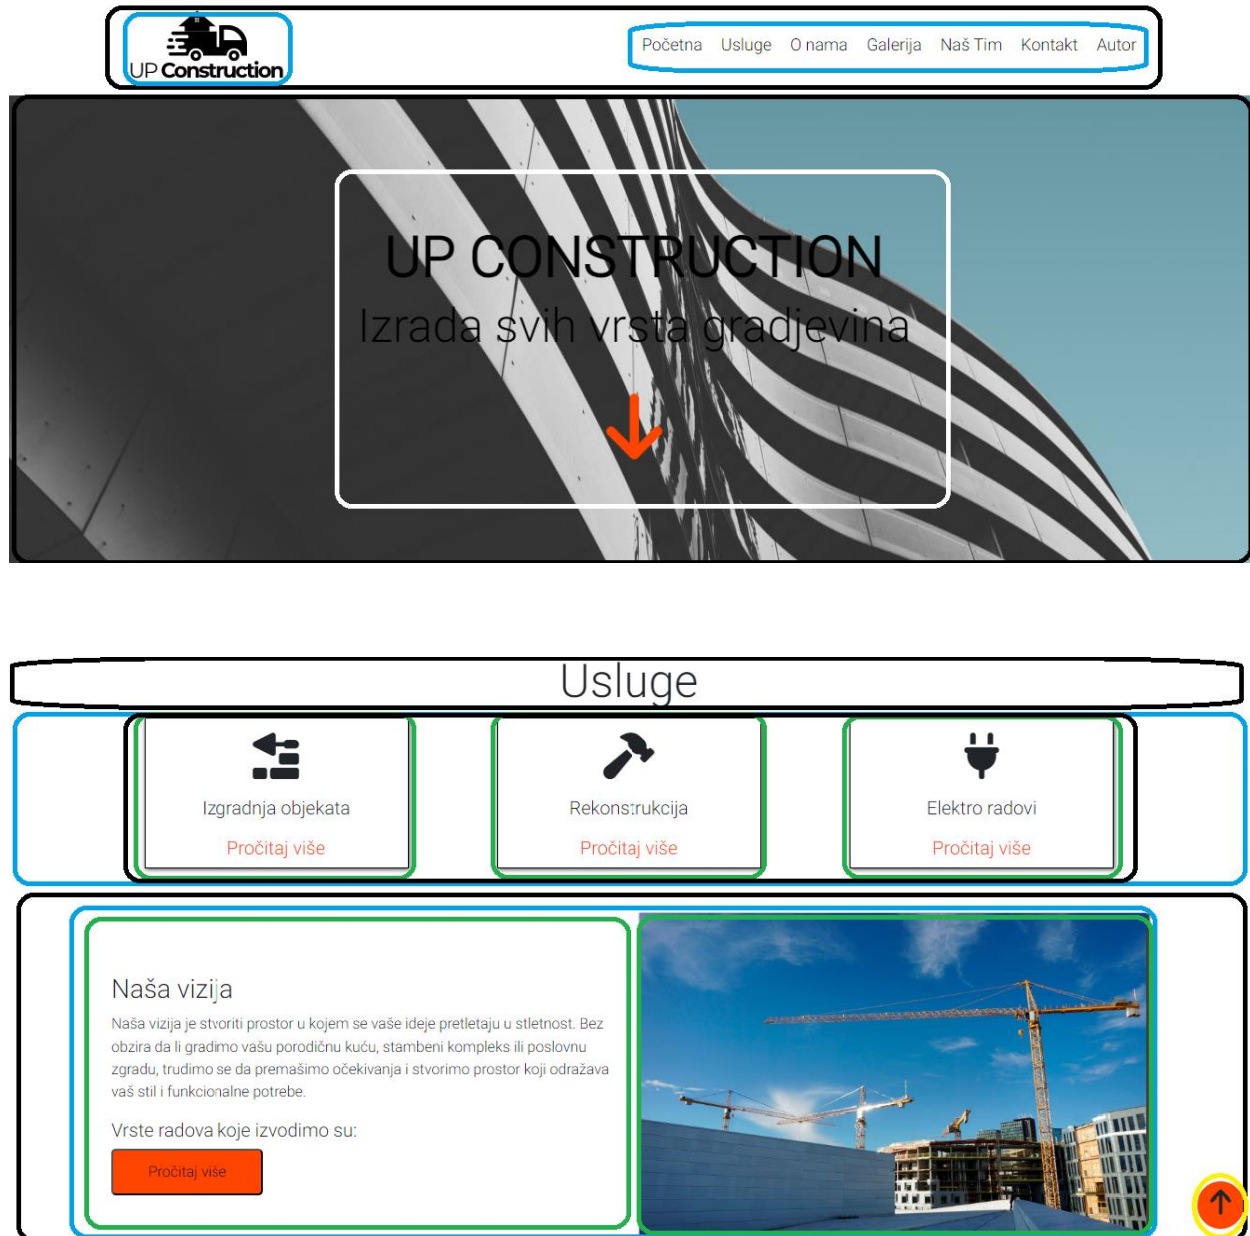 UP Construction
Početna Usluge O nama Galerija Naš Tim Kontakt Autor
UP CONSTRUCTION
Izrada svih vrsta gradjevina
Usluge
Izgradnja objekata
Pročitaj više
Rekonstrukcija
Pročitaj više
Elektro radovi
Pročitaj više
Naša vizija
Naša vizija je stvoriti prostor u kojem se vaše ideje pretletaju u stletnost. Bez
obzira da li gradimo vašu porodičnu kuću, stambeni kompleks ili poslovnu
zgradu, trudimo se da premašimo očekivanja i stvorimo prostor koji odražava
vaš stil i funkcionalne potrebe.
Vrste radova koje izvodimo su:
Pročitaj više